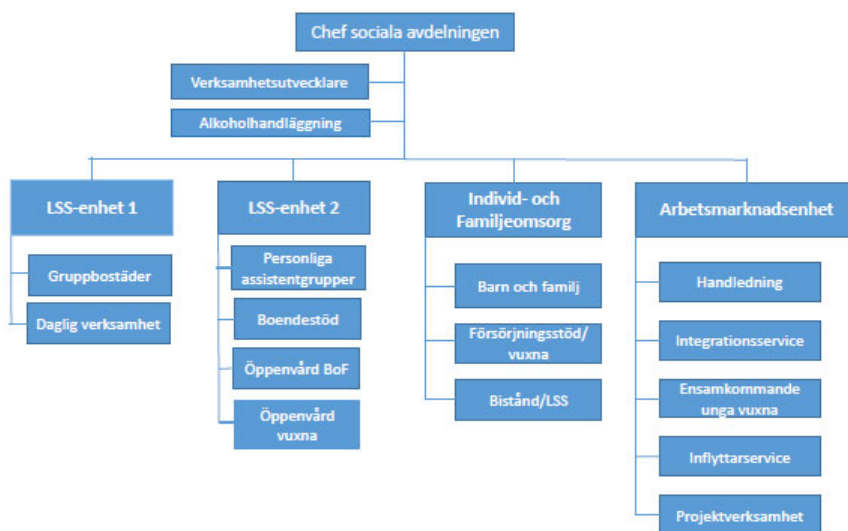 Chef sociala avdelningen
Verksamhetsutvecklare
Alkoholhandläggning
LSS-enhet 1
Gruppbostäder
Daglig verksamhet
LSS-enhet 2
Personliga
assistentgrupper
Boendestöd
Öppenvård BoF
Öppenvård
vuxna
Individ- och
Familjeomsorg
Barn och familj
Försörjningsstöd/
vuxna
Bistånd/LSS
Arbetsmarknadsenhet
Handledning
Integrationsservice
Ensamkommande
unga vuxna
Inflyttarservice
Projektverksamhet